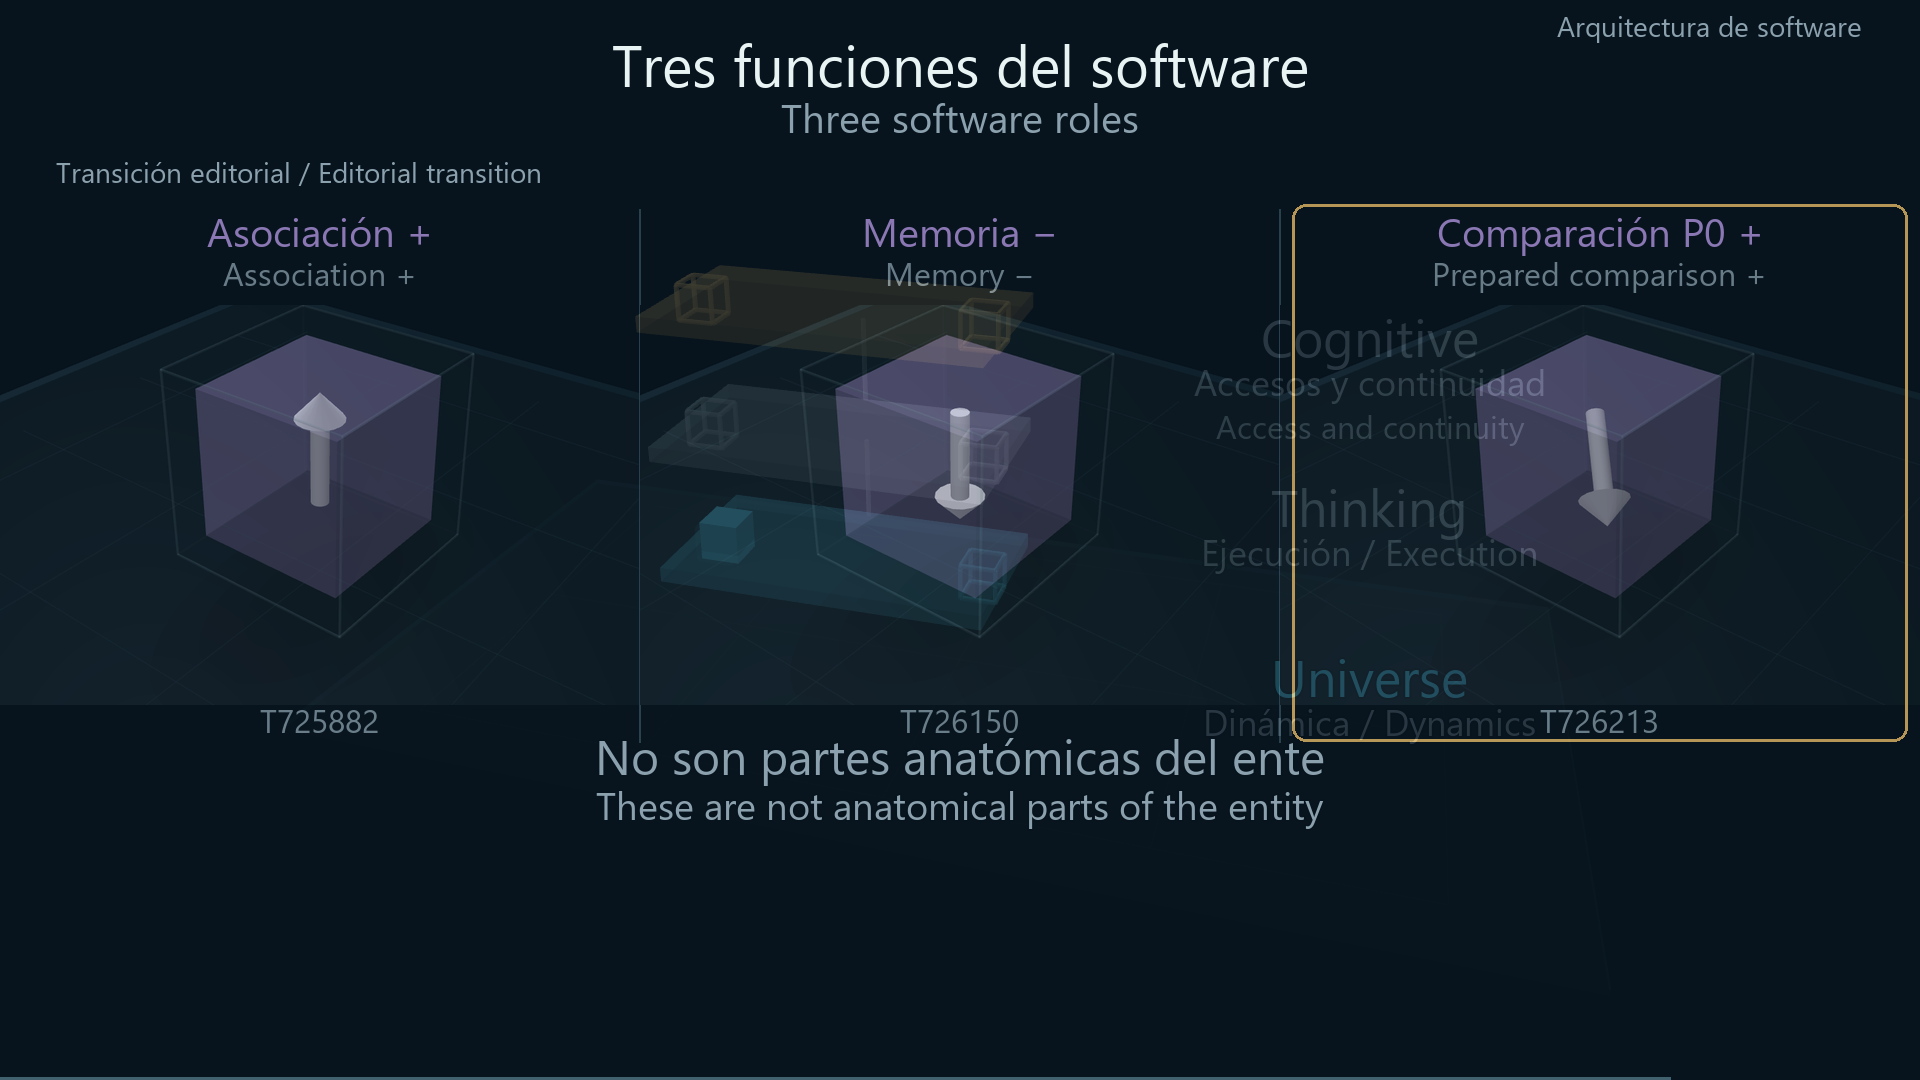 Arquitectura de software
Tres funciones del software
Three software roles
Transición editorial / Editorial transition
Asociación +
Association +
Memoria −
Memory −
Comparación P0 +
Prepared comparison +
Cognitive
Accesos y continuidad
Access and continuity
Thinking
Ejecución / Execution
Universe
Dinámica / Dynamics
T725882
T726150
T726213
No son partes anatómicas del ente
These are not anatomical parts of the entity